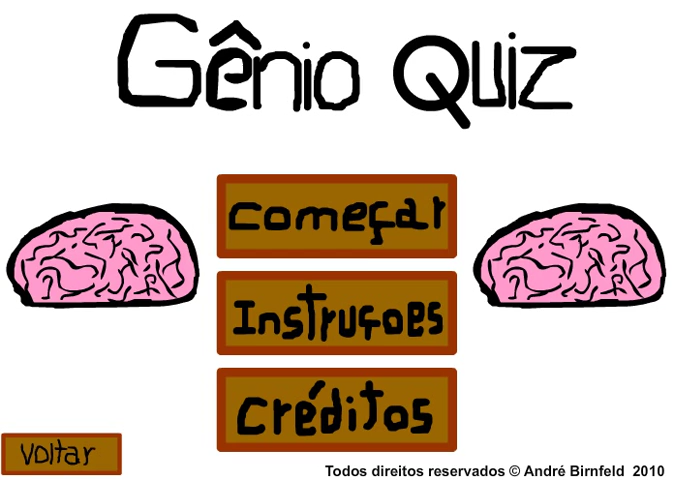 Gênio Quiz
Começar
Instruçoes
Créditos
Voltar
Todos direitos reservados © André Birnfeld 2010